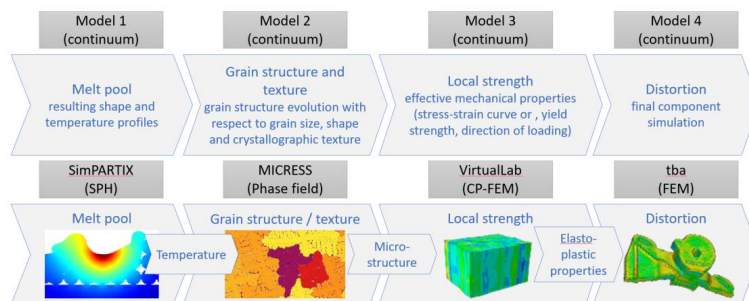 Model 1
(continuum)
Model 2
(continuum)
Model 3
(continuum)
Model 4
(continuum)
Melt pool
resulting shape and
temperature profiles
Grain structure and
texture
grain structure evolution with
respect to grain size, shape
and crystallographic texture
Local strength
effective mechanical properties
(stress-strain curve or , yield
strength, direction of loading)
Distortion
final component
simulation
SimPARTIX
(SPH)
MICRESS
(Phase field)
VirtualLab
(CP-FEM)
tba
(FEM)
Melt pool
Grain structure / texture
Local strength
Distortion
Temperature
Micro-
structure
Elasto-
plastic
properties